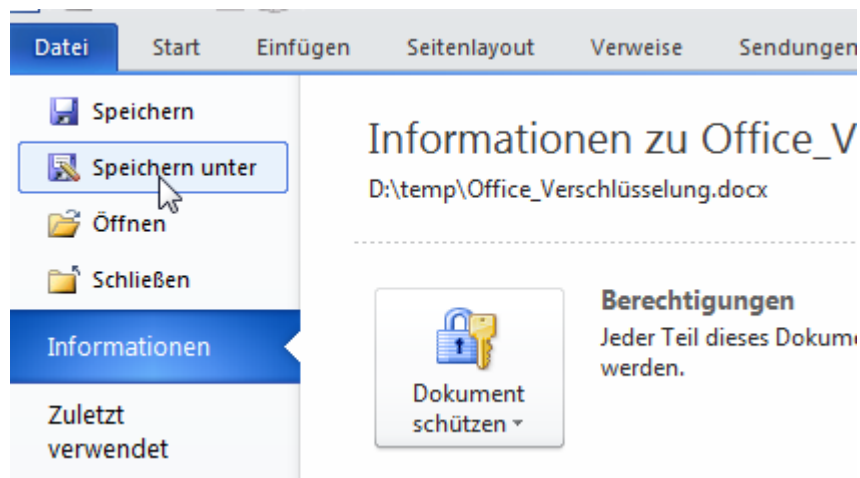 Datei Start Einfügen Seitenlayout Verweise Sendungen
Speichern
Speichern unter
Öffnen
Schließen
Informationen
Zuletzt
verwendet
Informationen zu Office_V
D:\temp\Office_Verschlüsselung.docx
Dokument
schützen
Berechtigungen
Jeder Teil dieses Dokume
werden.